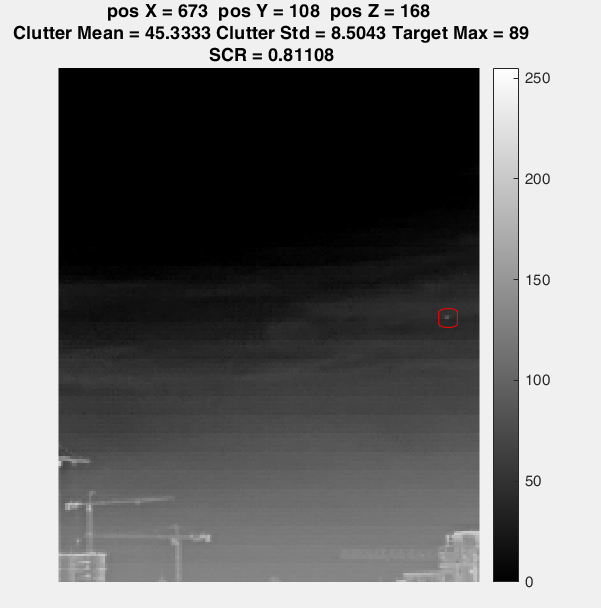 pos X = 673 pos Y = 108 pos Z = 168
Clutter Mean = 45.3333 Clutter Std = 8.5043 Target Max = 89
SCR = 0.81108
250
200
150
100
50
0